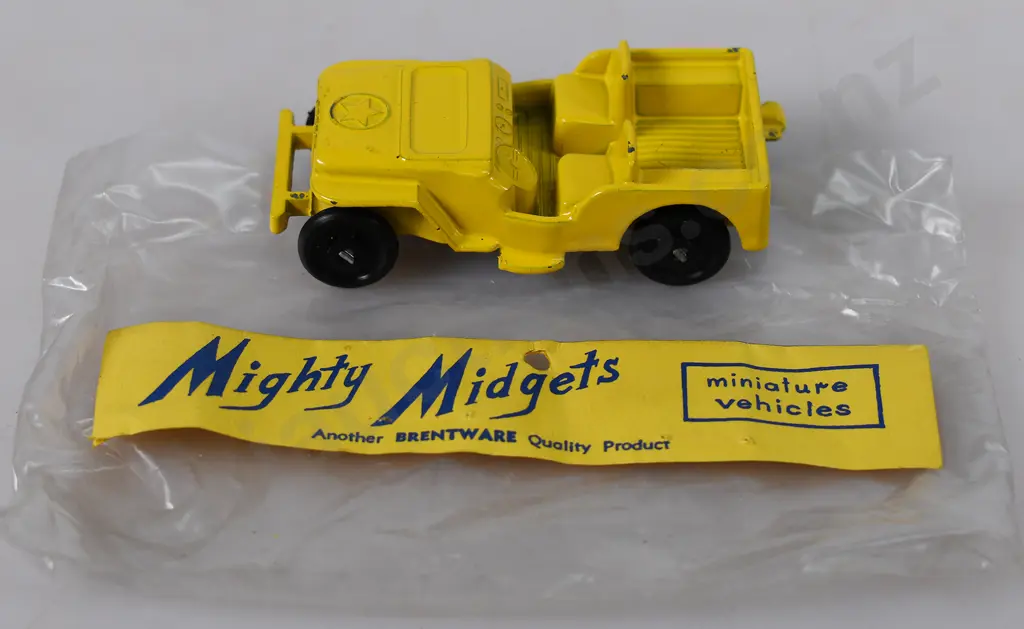 Mighty Midgets
miniature
vehicles
Another BRENTWARE Quality Product